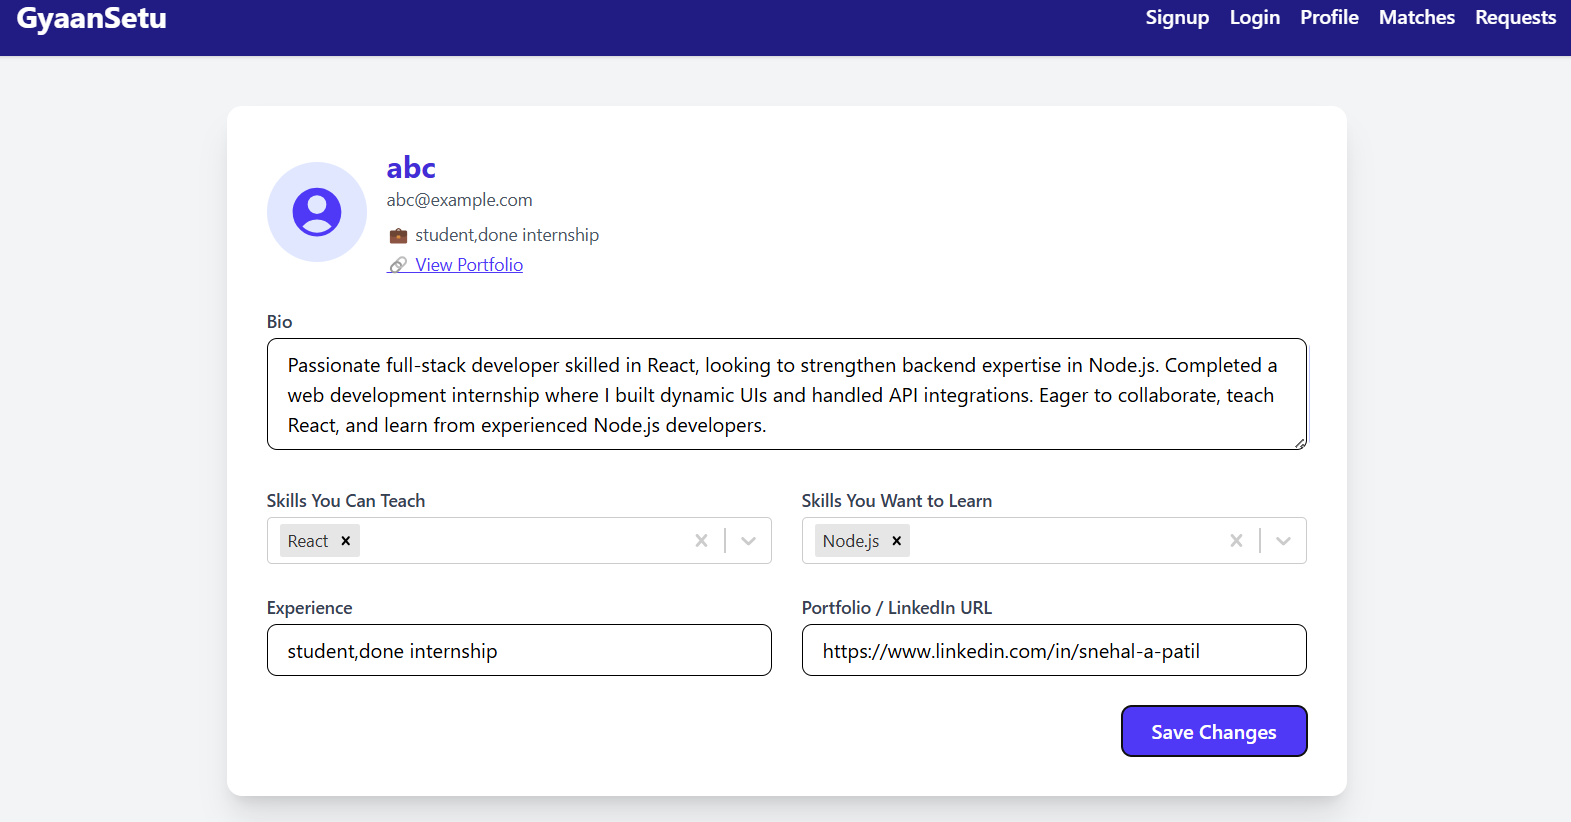 GyaanSetu
Signup Login Profile Matches Requests
abc
abc@example.com
student,done internship
View Portfolio
Bio
Passionate full-stack developer skilled in React, looking to strengthen backend expertise in Node.js. Completed a
web development internship where I built dynamic UIs and handled API integrations. Eager to collaborate, teach
React, and learn from experienced Node.js developers.
Skills You Can Teach
React
Skills You Want to Learn
Node.js
Experience
student,done internship
Portfolio / LinkedIn URL
https://www.linkedin.com/in/snehal-a-patil
Save Changes